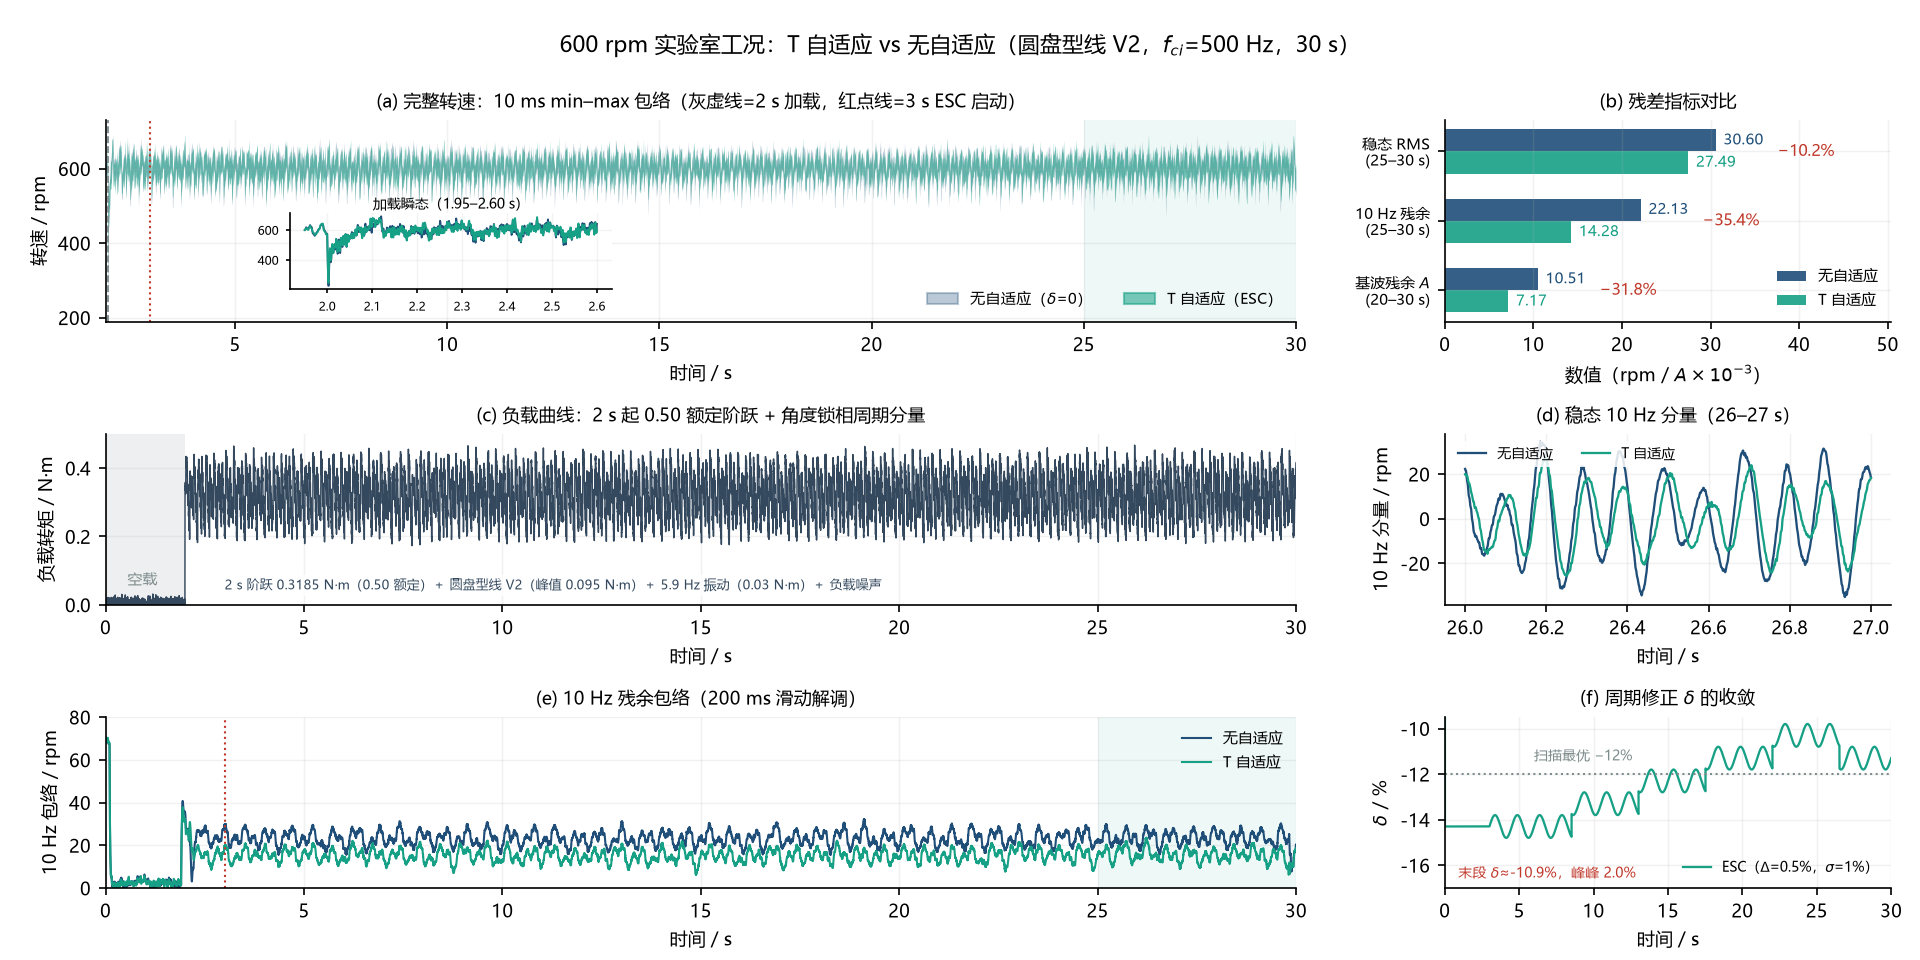 600 rpm 实验室工况：T 自适应 vs 无自适应（圆盘型线 V2，f_ci=500 Hz，30 s）
(a) 完整转速：10 ms min–max 包络（灰虚线=2 s 加载，红点线=3 s ESC 启动）
转速 / rpm
600
400
200
加载瞬态（1.95–2.60 s）
600
400
2.0 2.1 2.2 2.3 2.4 2.5 2.6
无自适应（δ=0）
T 自适应（ESC）
5 10 15 20 25 30
时间 / s
(b) 残差指标对比
稳态 RMS
(25–30 s)
30.60
27.49
−10.2%
10 Hz 残余
(25–30 s)
22.13
14.28
−35.4%
基波残余 A
(20–30 s)
10.51
7.17
−31.8%
无自适应
T 自适应
0 10 20 30 40 50
数值（rpm / A × 10⁻³）
(c) 负载曲线：2 s 起 0.50 额定阶跃 + 角度锁相周期分量
负载转矩 / N·m
0.4
0.2
0.0
空载
2 s 阶跃 0.3185 N·m（0.50 额定）+ 圆盘型线 V2（峰值 0.095 N·m）+ 5.9 Hz 振动（0.03 N·m）+ 负载噪声
0 5 10 15 20 25 30
时间 / s
(d) 稳态 10 Hz 分量（26–27 s）
10 Hz 分量 / rpm
20
0
-20
无自适应
T 自适应
26.0 26.2 26.4 26.6 26.8 27.0
时间 / s
(e) 10 Hz 残余包络（200 ms 滑动解调）
10 Hz 包络 / rpm
80
60
40
20
0
无自适应
T 自适应
0 5 10 15 20 25 30
时间 / s
(f) 周期修正 δ 的收敛
δ / %
-10
-12
-14
-16
扫描最优 −12%
末段 δ≈-10.9%，峰峰 2.0%
ESC（Δ=0.5%，σ=1%）
0 5 10 15 20 25 30
时间 / s